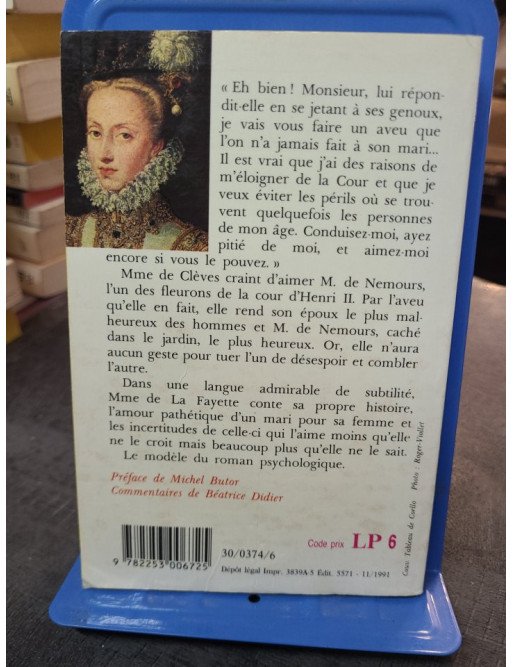 « Eh bien ! Monsieur, lui répon-
dit-elle en se jetant à ses genoux,
je vais vous faire un aveu que
l'on n'a jamais fait à son mari...
Il est vrai que j'ai des raisons de
m'éloigner de la Cour et que je
veux éviter les périls où se trou-
vent quelquefois les personnes
de mon âge. Conduisez-moi, ayez
pitié de moi, et aimez-moi
encore si vous le pouvez. »
Mme de Clèves craint d'aimer M. de Nemours,
l'un des fleurons de la cour d'Henri II. Par l'aveu
qu'elle en fait, elle rend son époux le plus mal-
heureux des hommes et M. de Nemours, caché
dans le jardin, le plus heureux. Or, elle n'aura
aucun geste pour tuer l'un de désespoir et combler
l'autre.
Dans une langue admirable de subtilité,
Mme de La Fayette conte sa propre histoire,
l'amour pathétique d'un mari pour sa femme et
les incertitudes de celle-ci qui l'aime moins qu'elle
ne le croit mais beaucoup plus qu'elle ne le sait.
Le modèle du roman psychologique.
Préface de Michel Butor
Commentaires de Béatrice Didier
Couv. Tableau de Coello Photo : Roger-Viollet
30/0374/6
Code prix LP 6
9 782253 006725
Dépôt légal Impr. 3839A-5 Édit. 5571 - 11/1991